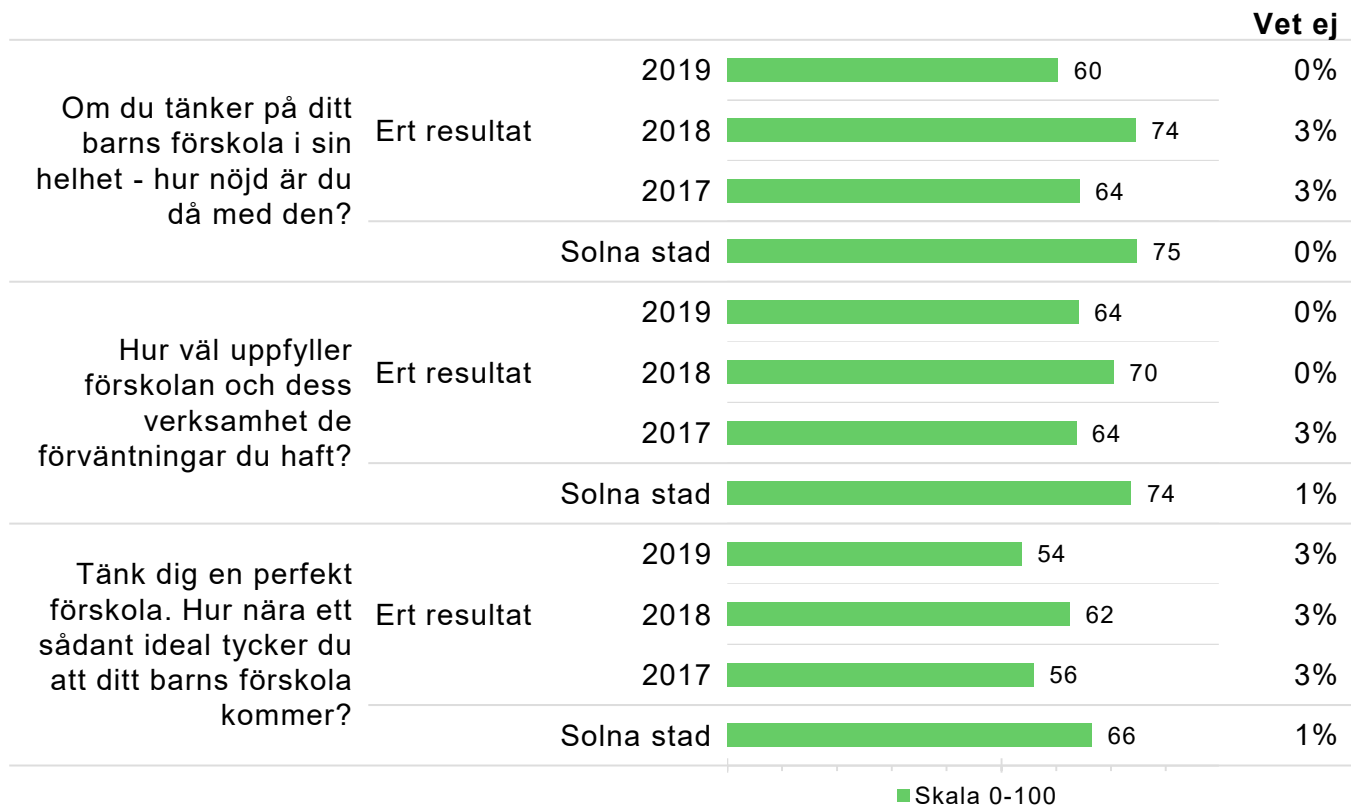 Vet ej
Om du tänker på ditt
barns förskola i sin
helhet - hur nöjd är du
då med den?
Ert resultat
2019 60 0%
2018 74 3%
2017 64 3%
Solna stad 75 0%
Hur väl uppfyller
förskolan och dess
verksamhet de
förväntningar du haft?
Ert resultat
2019 64 0%
2018 70 0%
2017 64 3%
Solna stad 74 1%
Tänk dig en perfekt
förskola. Hur nära ett
sådant ideal tycker du
att ditt barns förskola
kommer?
Ert resultat
2019 54 3%
2018 62 3%
2017 56 3%
Solna stad 66 1%
Skala 0-100